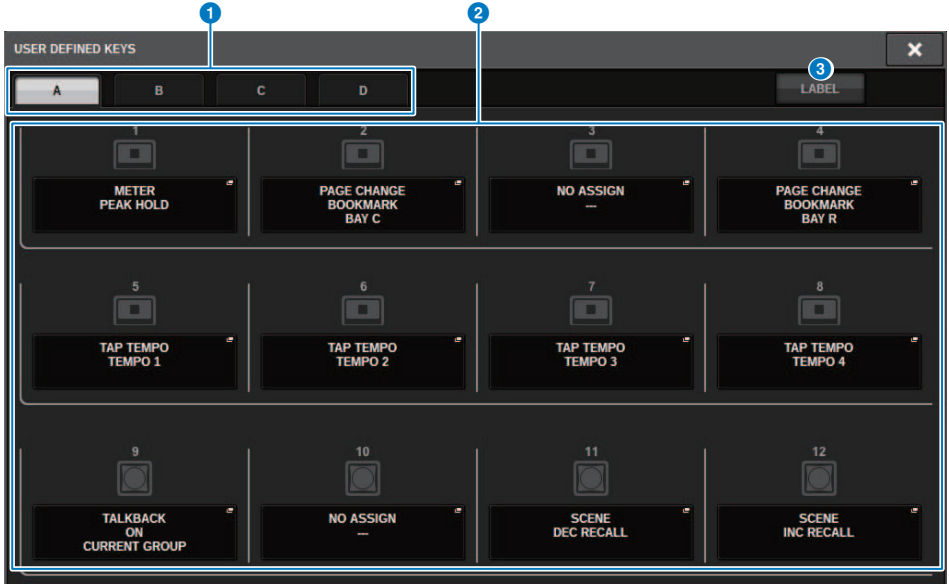 1 2
USER DEFINED KEYS
3
A B C D LABEL
1 2 3 4
METER
PEAK HOLD
PAGE CHANGE
BOOKMARK
BAY C
NO ASSIGN
---
PAGE CHANGE
BOOKMARK
BAY R
5 6 7 8
TAP TEMPO
TEMPO 1
TAP TEMPO
TEMPO 2
TAP TEMPO
TEMPO 3
TAP TEMPO
TEMPO 4
9 10 11 12
TALKBACK
ON
CURRENT GROUP
NO ASSIGN
---
SCENE
DEC RECALL
SCENE
INC RECALL